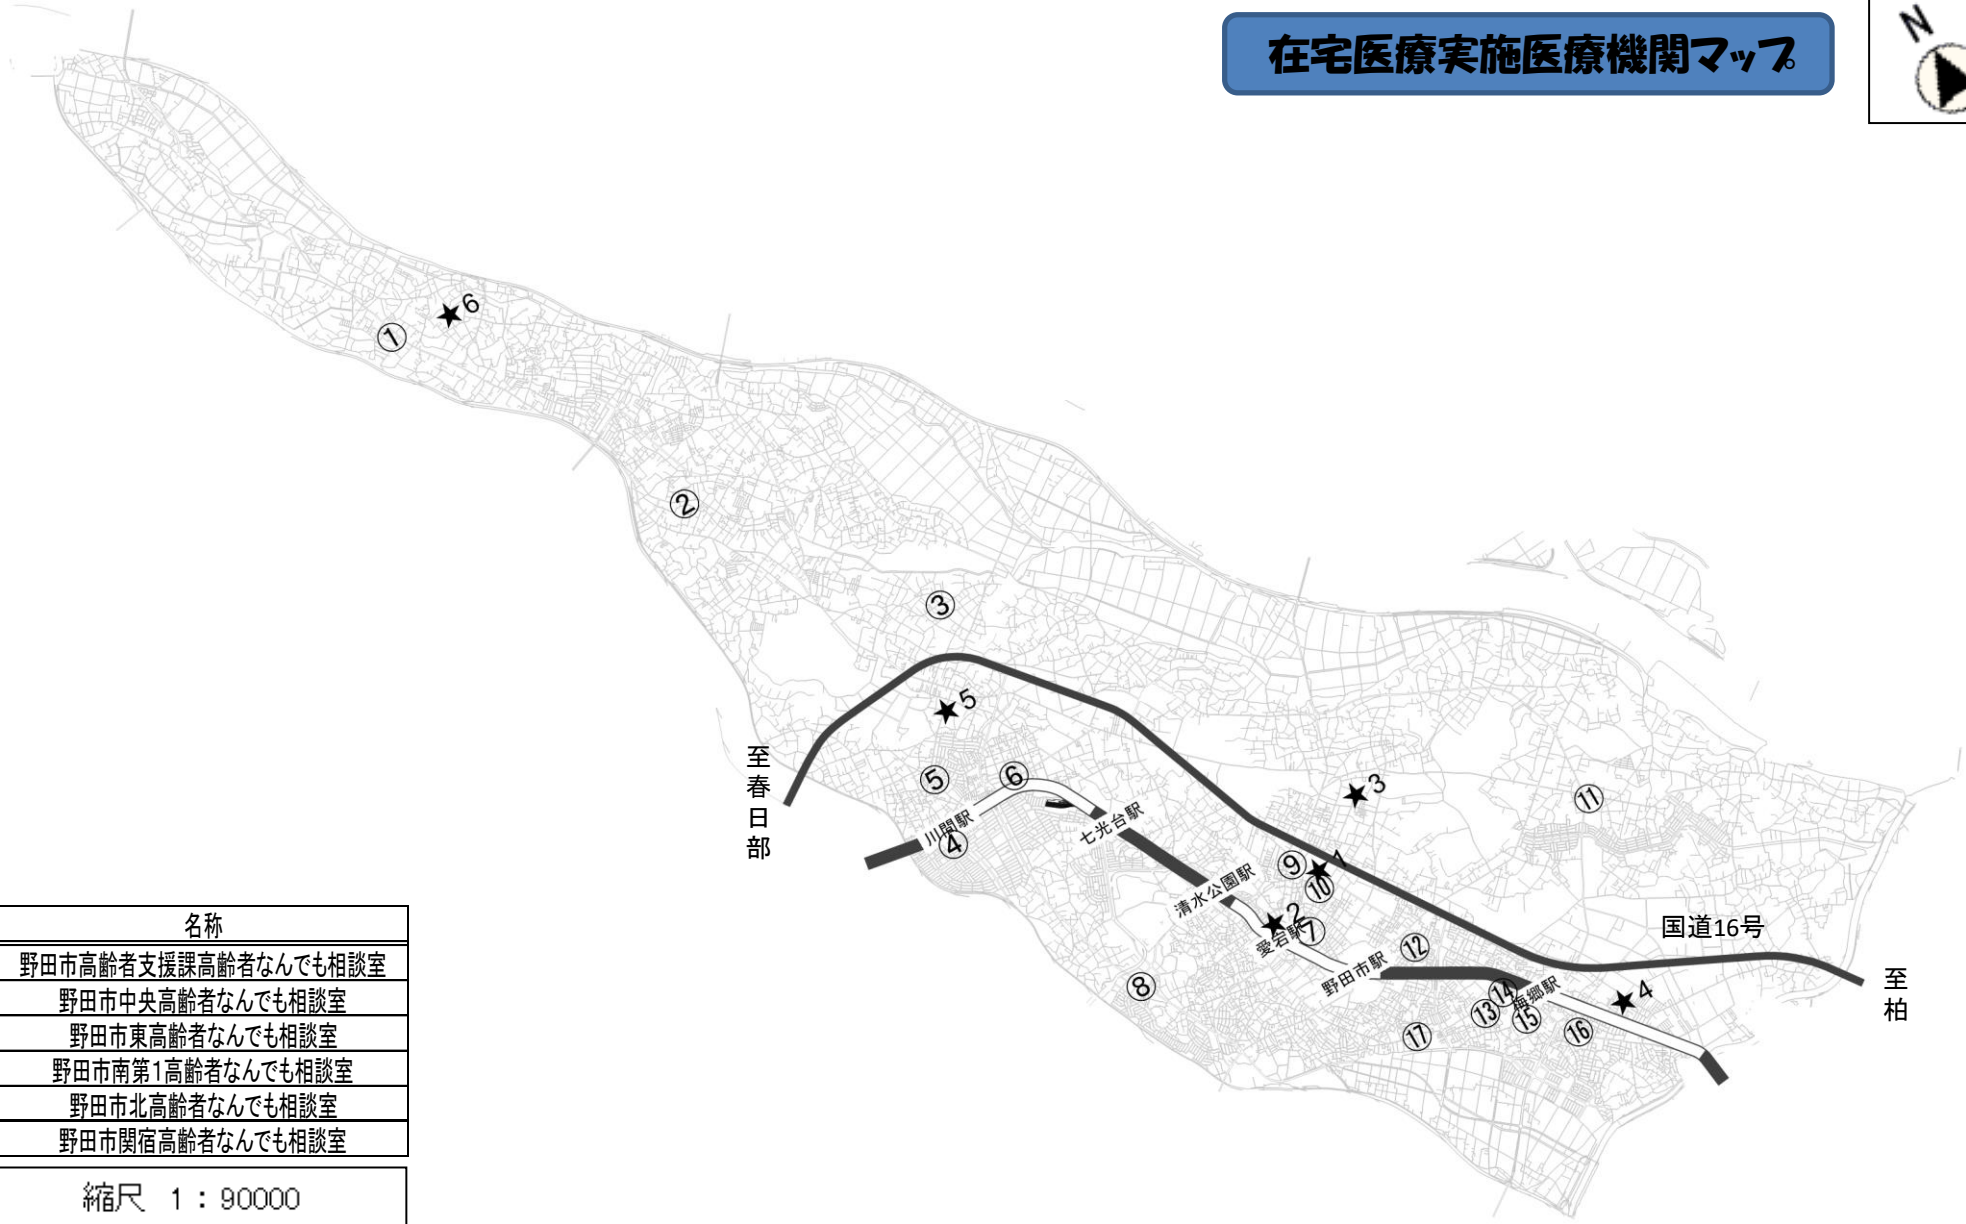 在宅医療実施医療機関マップ
N
★6
①
②
③
★5
至春日部
⑤
⑥
川間駅
④
七光台駅
★3
⑪
⑨
★1
⑩
清水公園駅
★2
⑦
愛宕駅
⑫
野田市駅
国道16号
⑧
⑭
梅郷駅
★4
至柏
⑬
⑮
⑯
⑰
名称
野田市高齢者支援課高齢者なんでも相談室
野田市中央高齢者なんでも相談室
野田市東高齢者なんでも相談室
野田市南第1高齢者なんでも相談室
野田市北高齢者なんでも相談室
野田市関宿高齢者なんでも相談室
縮尺 1：90000